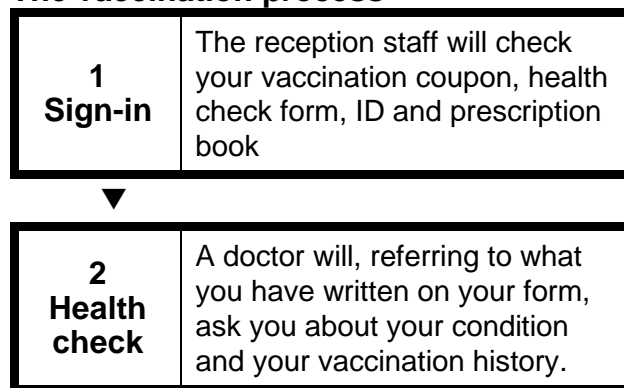 The vaccination process
1
Sign-in
The reception staff will check
your vaccination coupon, health
check form, ID and prescription
book
▼
2
Health
check
A doctor will, referring to what
you have written on your form,
ask you about your condition
and your vaccination history.